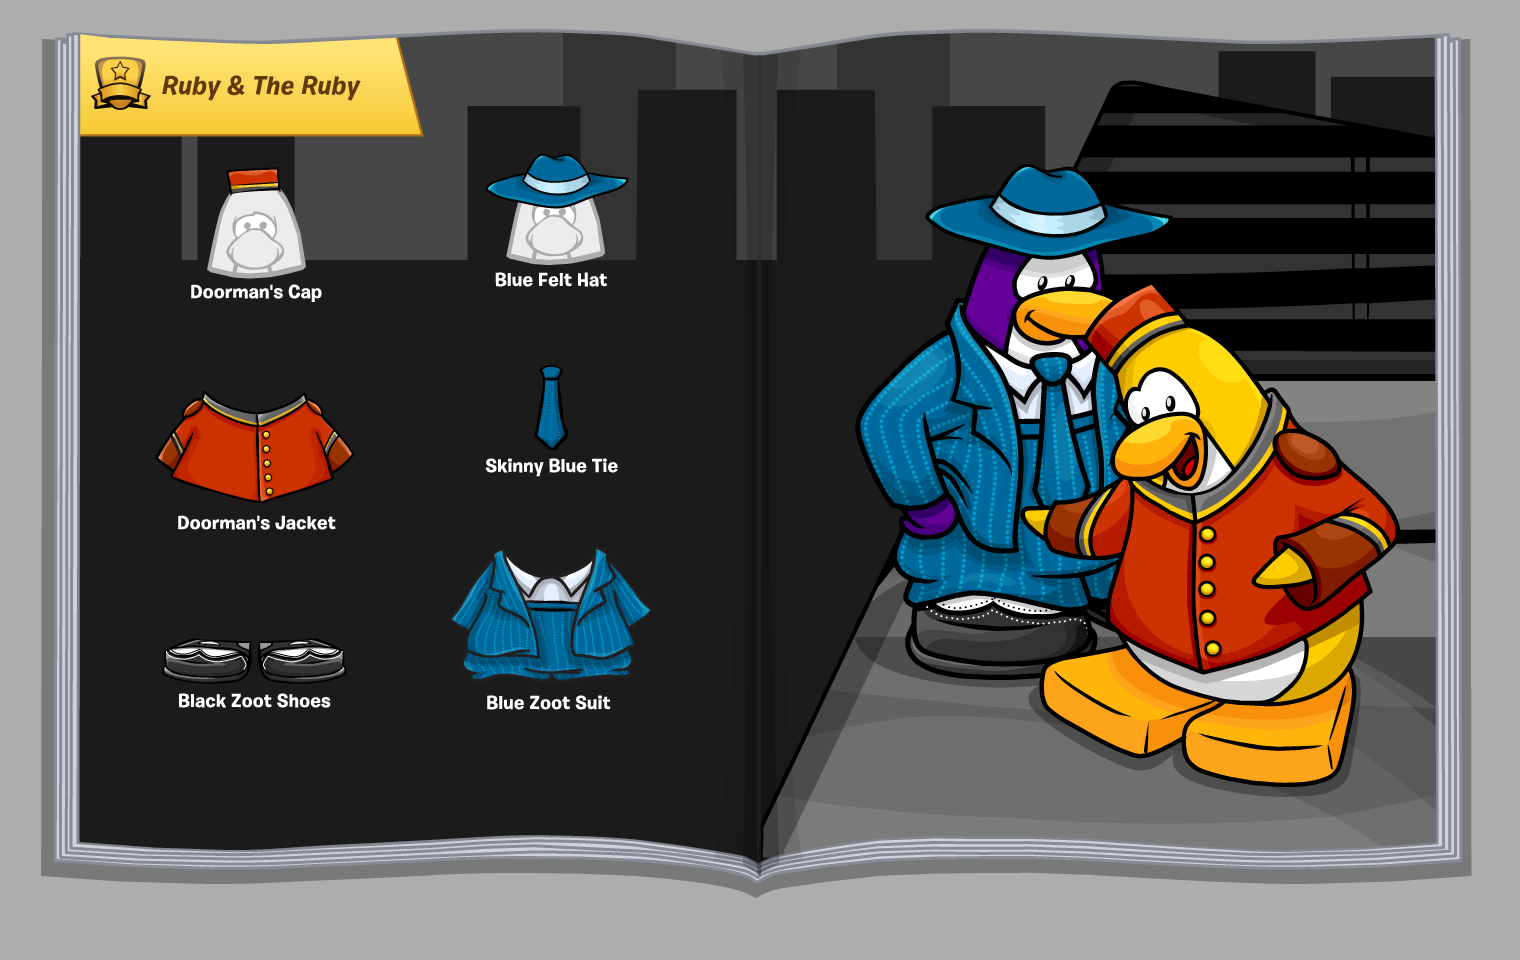 Ruby & The Ruby
Doorman's Cap
Blue Felt Hat
Doorman's Jacket
Skinny Blue Tie
Black Zoot Shoes
Blue Zoot Suit